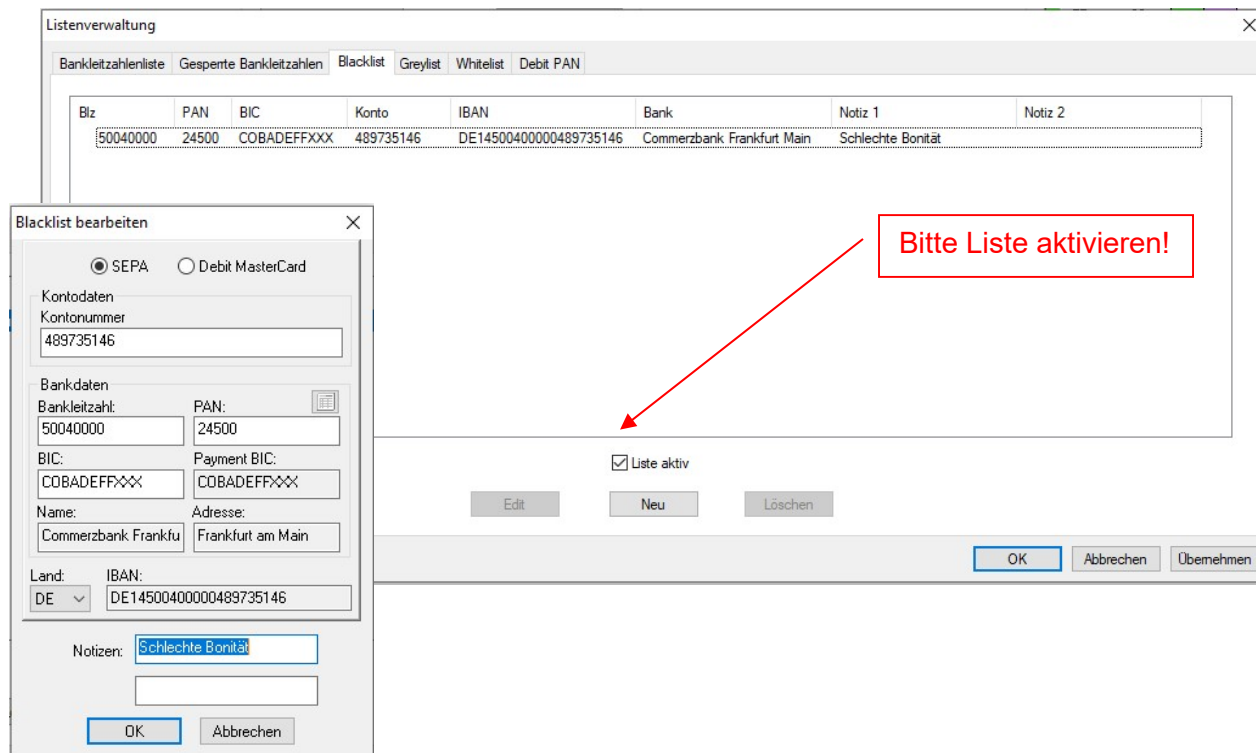 Listenverwaltung
Bankleitzahlenliste Gesperrte Bankleitzahlen Blacklist Greylist Whitelist Debit PAN
Blz PAN BIC Konto IBAN Bank Notiz 1 Notiz 2
50040000 24500 COBADEFFXXX 489735146 DE14500400000489735146 Commerzbank Frankfurt Main Schlechte Bonität
Bitte Liste aktivieren!
Liste aktiv
Edit Neu Löschen
OK Abbrechen Übernehmen
Blacklist bearbeiten
SEPA Debit MasterCard
Kontodaten
Kontonummer
489735146
Bankdaten
Bankleitzahl: PAN:
50040000 24500
BIC: Payment BIC:
COBADEFFXXX COBADEFFXXX
Name: Adresse:
Commerzbank Frankfu Frankfurt am Main
Land: IBAN:
DE DE14500400000489735146
Notizen: Schlechte Bonität
OK Abbrechen